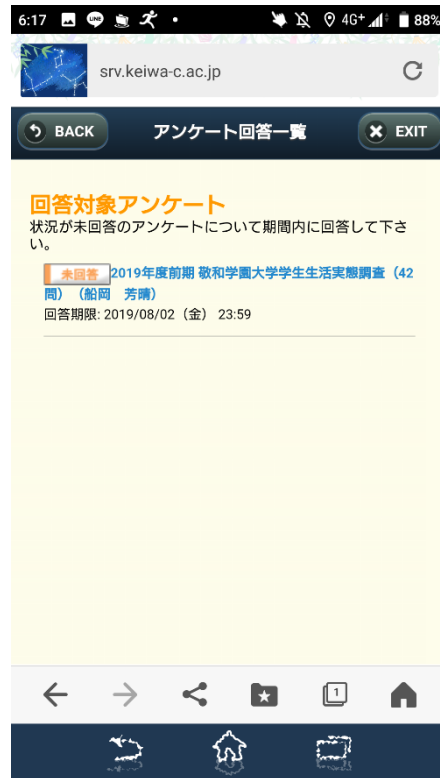 6:17 LINE 4G+ 88%
srv.keiwa-c.ac.jp
BACK アンケート回答一覧 EXIT
回答対象アンケート
状況が未回答のアンケートについて期間内に回答して下さ
い。
未回答 2019年度前期 敬和学園大学学生生活実態調査（42
問）（船岡　芳晴）
回答期限: 2019/08/02（金） 23:59
1